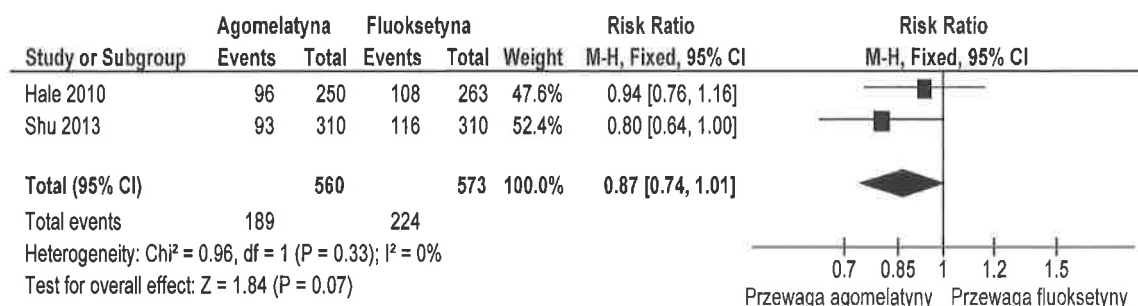 Agomelatyna Fluoksetyna Risk Ratio Risk Ratio
Study or Subgroup Events Total Events Total Weight M-H, Fixed, 95% CI M-H, Fixed, 95% CI
Hale 2010 96 250 108 263 47.6% 0.94 [0.76, 1.16]
Shu 2013 93 310 116 310 52.4% 0.80 [0.64, 1.00]
Total (95% CI) 560 573 100.0% 0.87 [0.74, 1.01]
Total events 189 224
Heterogeneity: Chi² = 0.96, df = 1 (P = 0.33); I² = 0%
Test for overall effect: Z = 1.84 (P = 0.07)
0.7 0.85 1 1.2 1.5
Przewaga agomelatyny Przewaga fluoksetyny